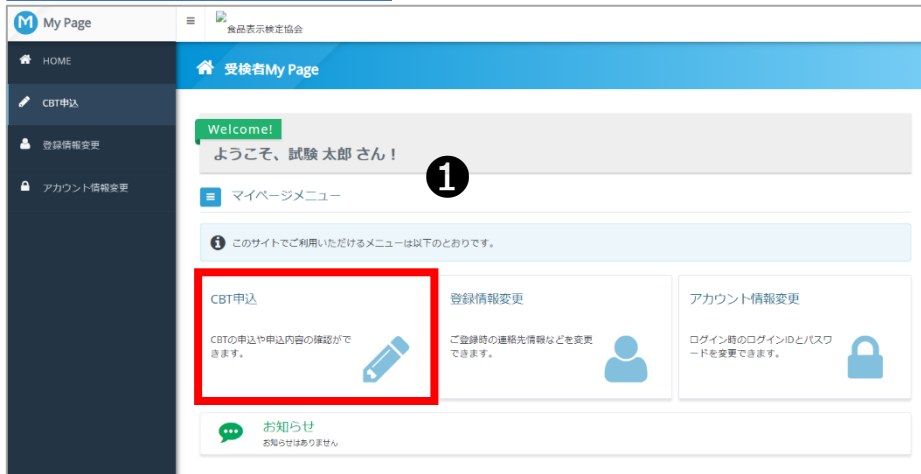 M My Page
食品表示検定協会
HOME
CBT申込
登録情報変更
アカウント情報変更
受検者My Page
Welcome!
ようこそ、試験 太郎 さん！
❶
マイページメニュー
このサイトでご利用いただけるメニューは以下のとおりです。
CBT申込
CBTの申込や申込内容の確認がで
きます。
登録情報変更
ご登録時の連絡先情報などを変更
できます。
アカウント情報変更
ログイン時のログインIDとパスワ
ードを変更できます。
お知らせ
お知らせはありません